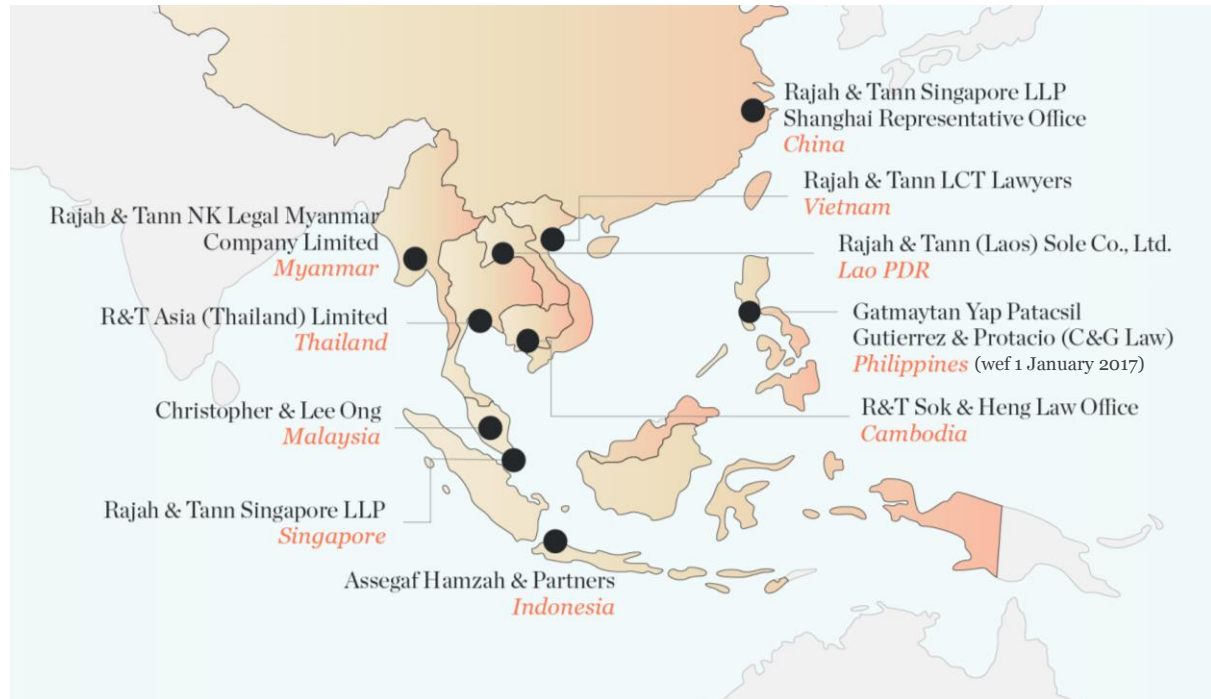 Rajah & Tann Singapore LLP
Shanghai Representative Office
China
Rajah & Tann LCT Lawyers
Vietnam
Rajah & Tann NK Legal Myanmar
Company Limited
Myanmar
Rajah & Tann (Laos) Sole Co., Ltd.
Lao PDR
R&T Asia (Thailand) Limited
Thailand
Gatmaytan Yap Patacsil
Gutierrez & Protacio (C&G Law)
Philippines (wef 1 January 2017)
Christopher & Lee Ong
Malaysia
R&T Sok & Heng Law Office
Cambodia
Rajah & Tann Singapore LLP
Singapore
Assegaf Hamzah & Partners
Indonesia